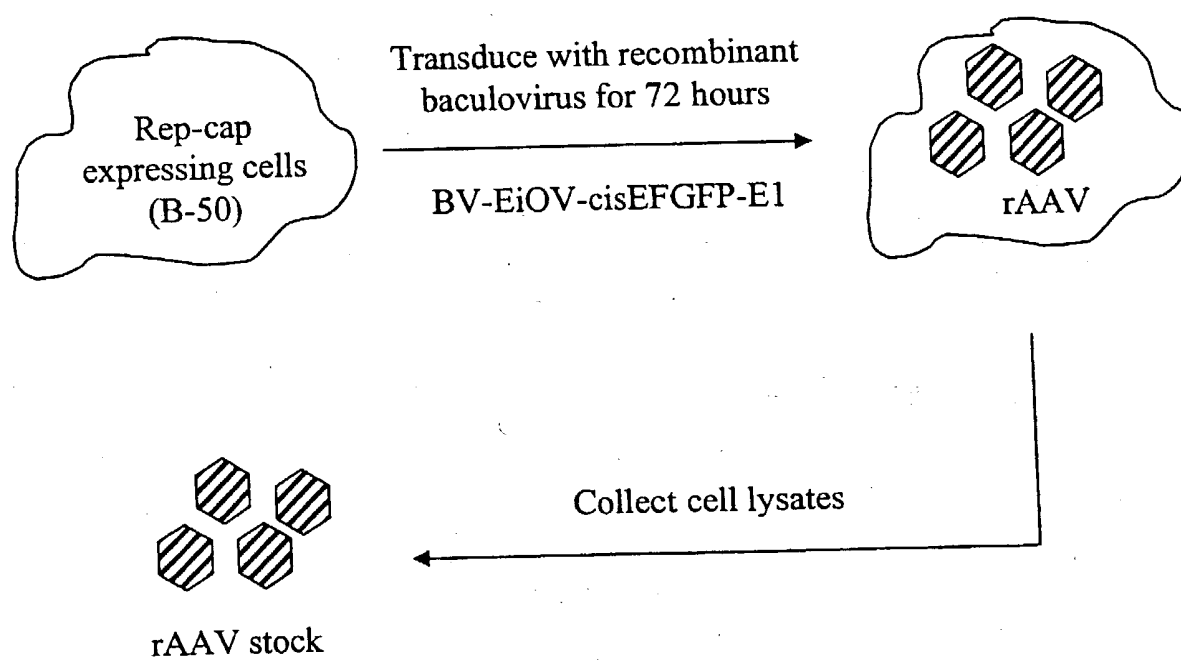 Rep-cap
expressing cells
(B-50)
Transduce with recombinant
baculovirus for 72 hours
BV-EiOV-cisEFGFP-E1
rAAV
Collect cell lysates
rAAV stock